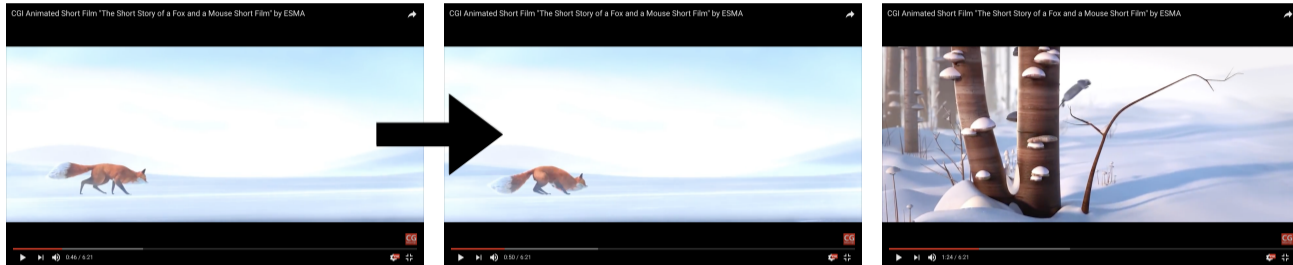 CGI Animated Short Film "The Short Story of a Fox and a Mouse Short Film" by ESMA
CG
0:46 / 6:21
CGI Animated Short Film "The Short Story of a Fox and a Mouse Short Film" by ESMA
CG
0:50 / 6:21
CGI Animated Short Film "The Short Story of a Fox and a Mouse Short Film" by ESMA
CG
1:24 / 6:21